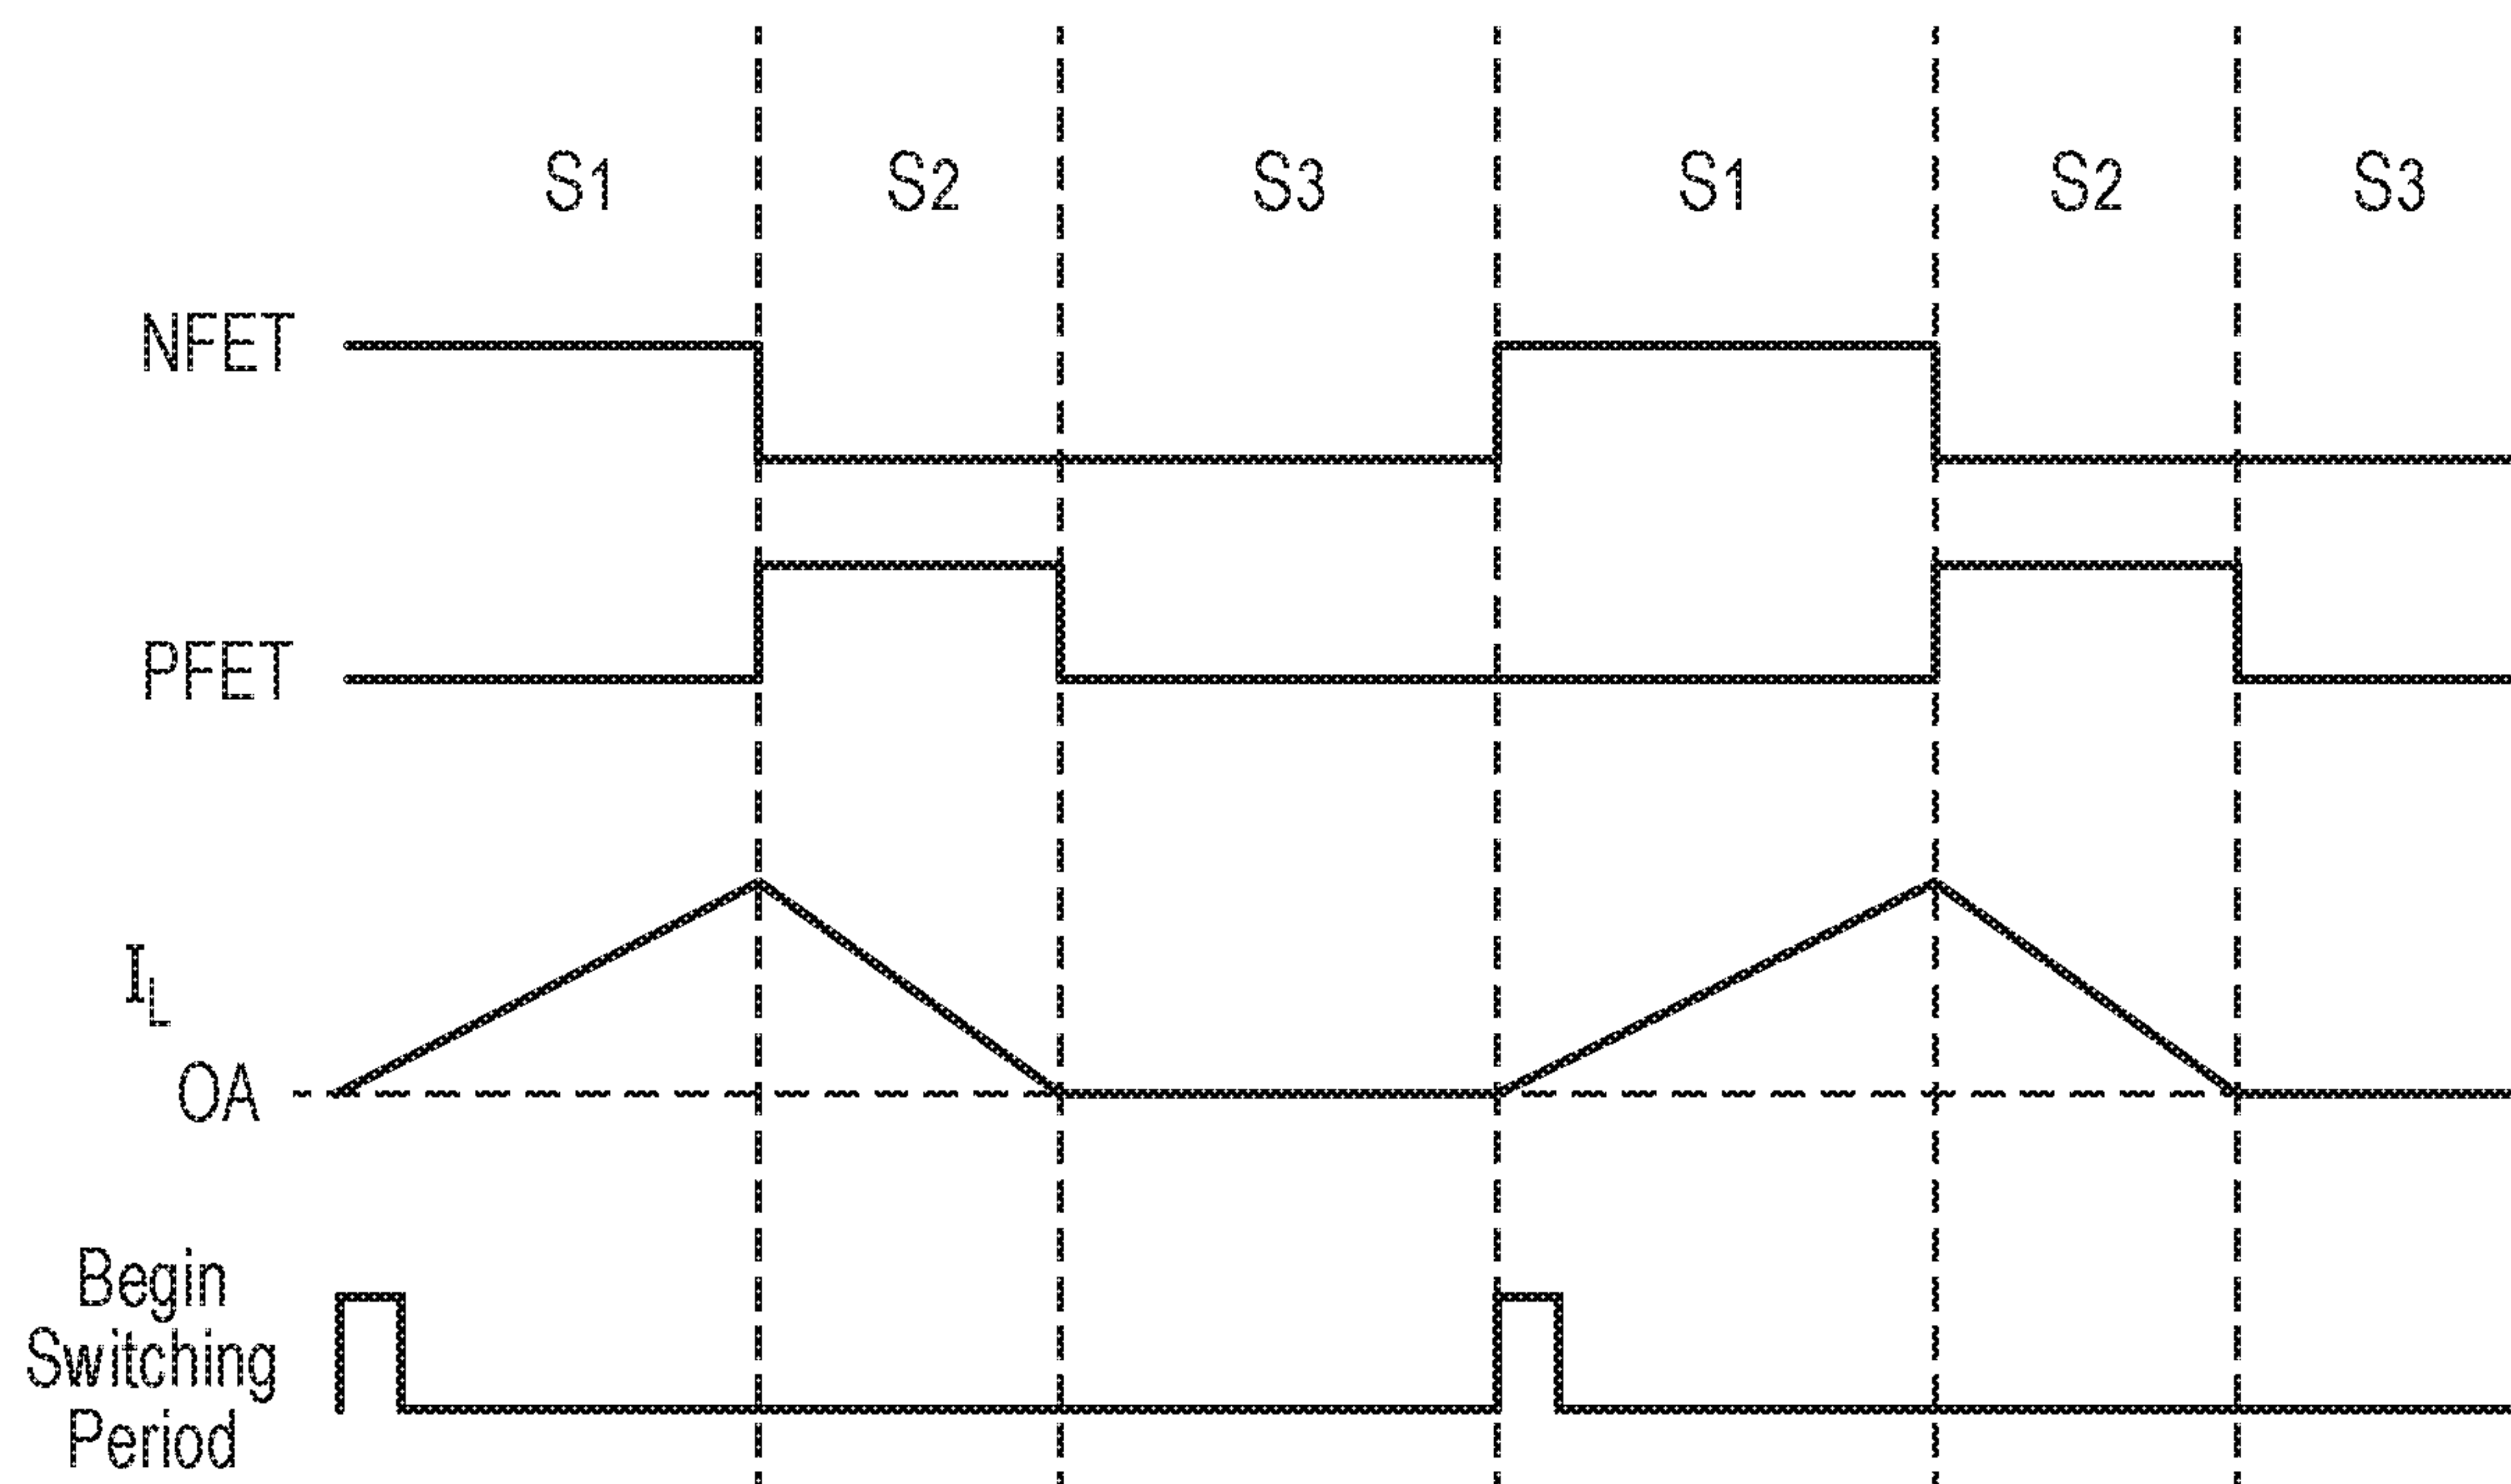 S1 S2 S3 S1 S2 S3
NFET
PFET
IL
OA
Begin
Switching
Period